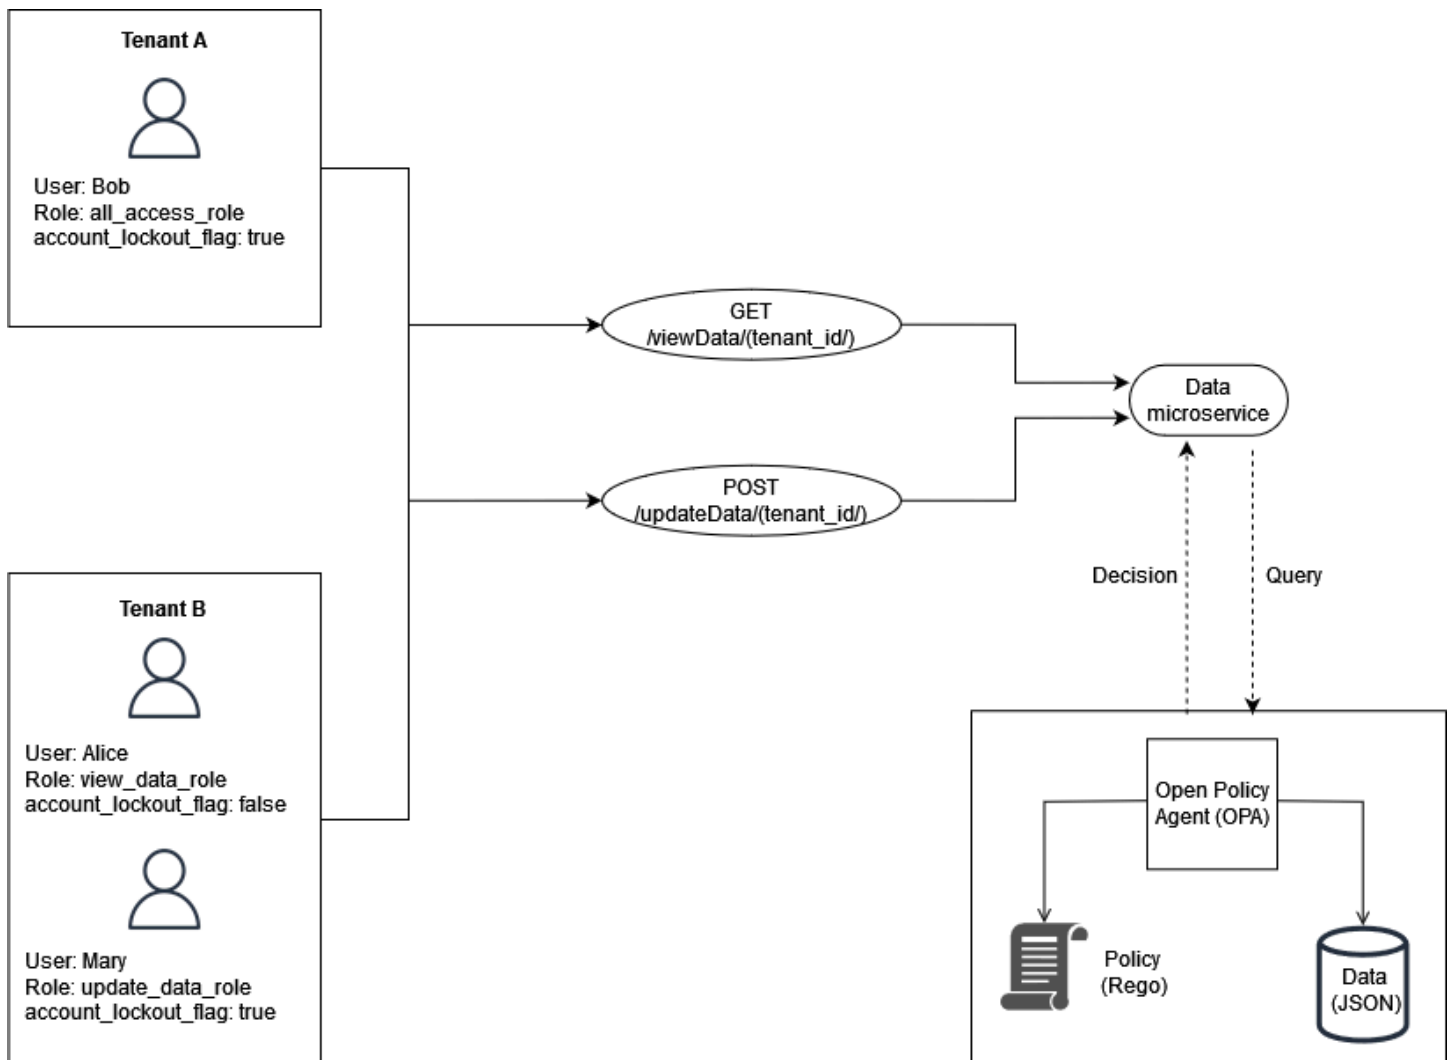 Tenant A
User: Bob
Role: all_access_role
account_lockout_flag: true
GET
/viewData/(tenant_id/)
Data
microservice
POST
/updateData/(tenant_id/)
Decision
Query
Tenant B
User: Alice
Role: view_data_role
account_lockout_flag: false
User: Mary
Role: update_data_role
account_lockout_flag: true
Open Policy
Agent (OPA)
Policy
(Rego)
Data
(JSON)